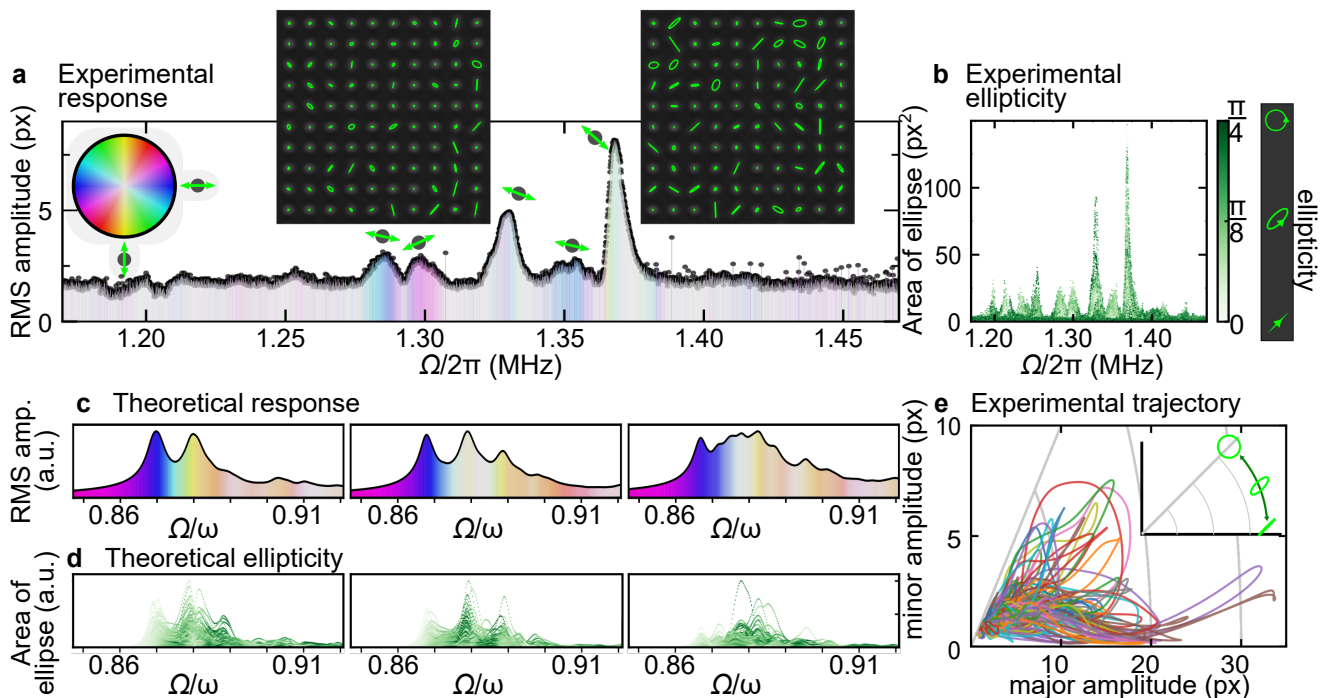 a Experimental
response
RMS amplitude (px)
5
0
1.20
1.25
1.30
1.35
1.40
1.45
Ω/2π (MHz)
b Experimental
ellipticity
Area of ellipse (px²)
100
50
0
1.20
1.30
1.40
Ω/2π (MHz)
π/4
π/8
0
ellipticity
c Theoretical response
RMS amp.
(a.u.)
0.86
0.91
Ω/ω
0.86
0.91
Ω/ω
0.86
0.91
Ω/ω
d Theoretical ellipticity
Area of
ellipse (a.u.)
0.86
0.91
Ω/ω
0.86
0.91
Ω/ω
0.86
0.91
Ω/ω
e Experimental trajectory
minor amplitude (px)
10
5
0
10
20
30
major amplitude (px)